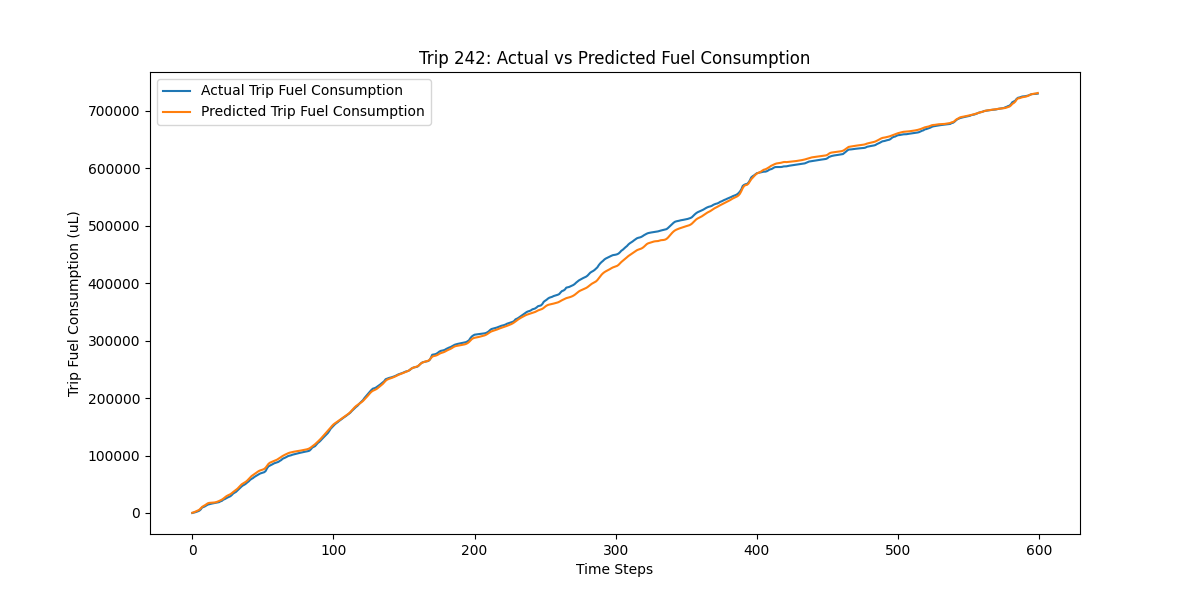 Trip 242: Actual vs Predicted Fuel Consumption
Actual Trip Fuel Consumption
Predicted Trip Fuel Consumption
Trip Fuel Consumption (uL)
700000
600000
500000
400000
300000
200000
100000
0
0 100 200 300 400 500 600
Time Steps